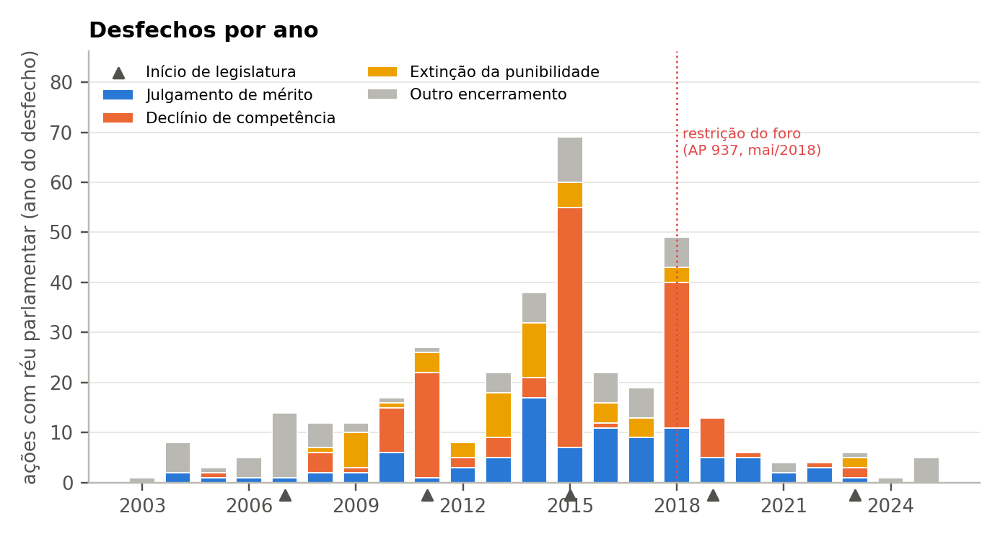 Desfechos por ano
ações com réu parlamentar (ano do desfecho)
Início de legislatura
Julgamento de mérito
Declínio de competência
Extinção da punibilidade
Outro encerramento
restrição do foro
(AP 937, mai/2018)
80
70
60
50
40
30
20
10
0
2003
2006
2009
2012
2015
2018
2021
2024